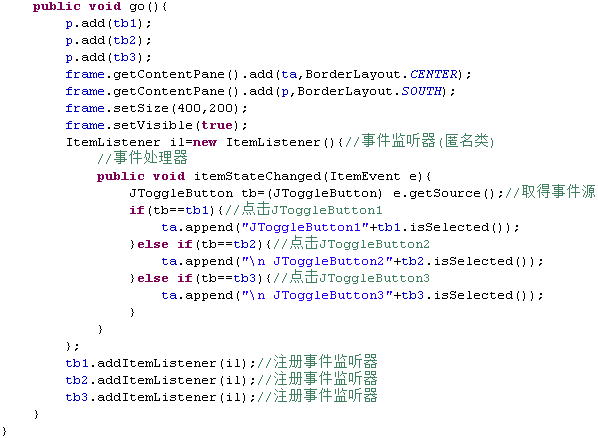 public void go(){
p.add(tb1);
p.add(tb2);
p.add(tb3);
frame.getContentPane().add(ta,BorderLayout.CENTER);
frame.getContentPane().add(p,BorderLayout.SOUTH);
frame.setSize(400,200);
frame.setVisible(true);
ItemListener il=new ItemListener(){//事件监听器(匿名类)
//事件处理器
public void itemStateChanged(ItemEvent e){
JToggleButton tb=(JToggleButton) e.getSource();//取得事件源
if(tb==tb1){//点击JToggleButton1
ta.append("JToggleButton1"+tb1.isSelected());
}else if(tb==tb2){//点击JToggleButton2
ta.append("\n JToggleButton2"+tb2.isSelected());
}else if(tb==tb3){//点击JToggleButton3
ta.append("\n JToggleButton3"+tb3.isSelected());
}
}
};
tb1.addItemListener(il);//注册事件监听器
tb2.addItemListener(il);//注册事件监听器
tb3.addItemListener(il);//注册事件监听器
}
}